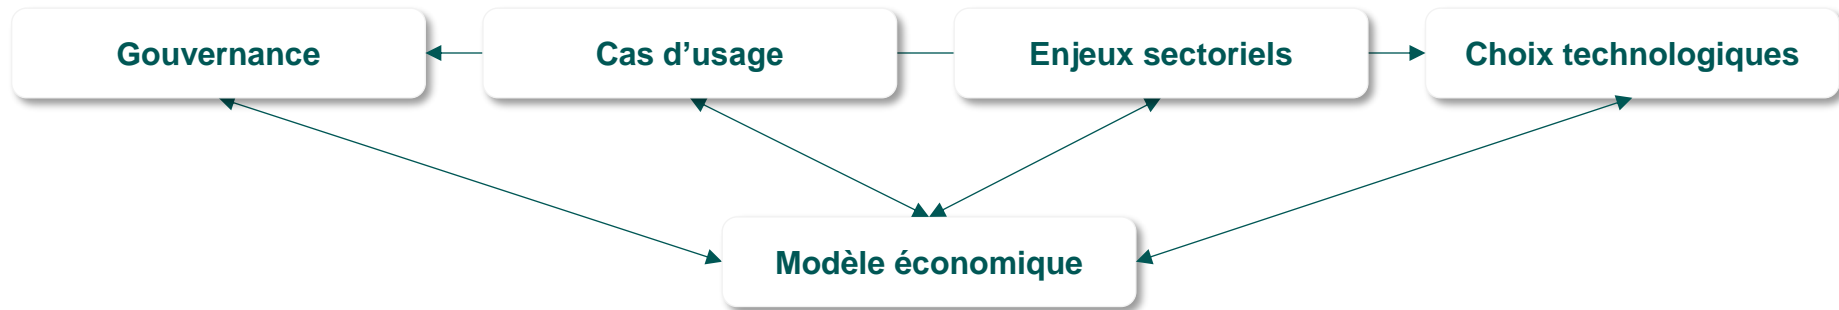 Gouvernance
Cas d’usage
Enjeux sectoriels
Choix technologiques
Modèle économique